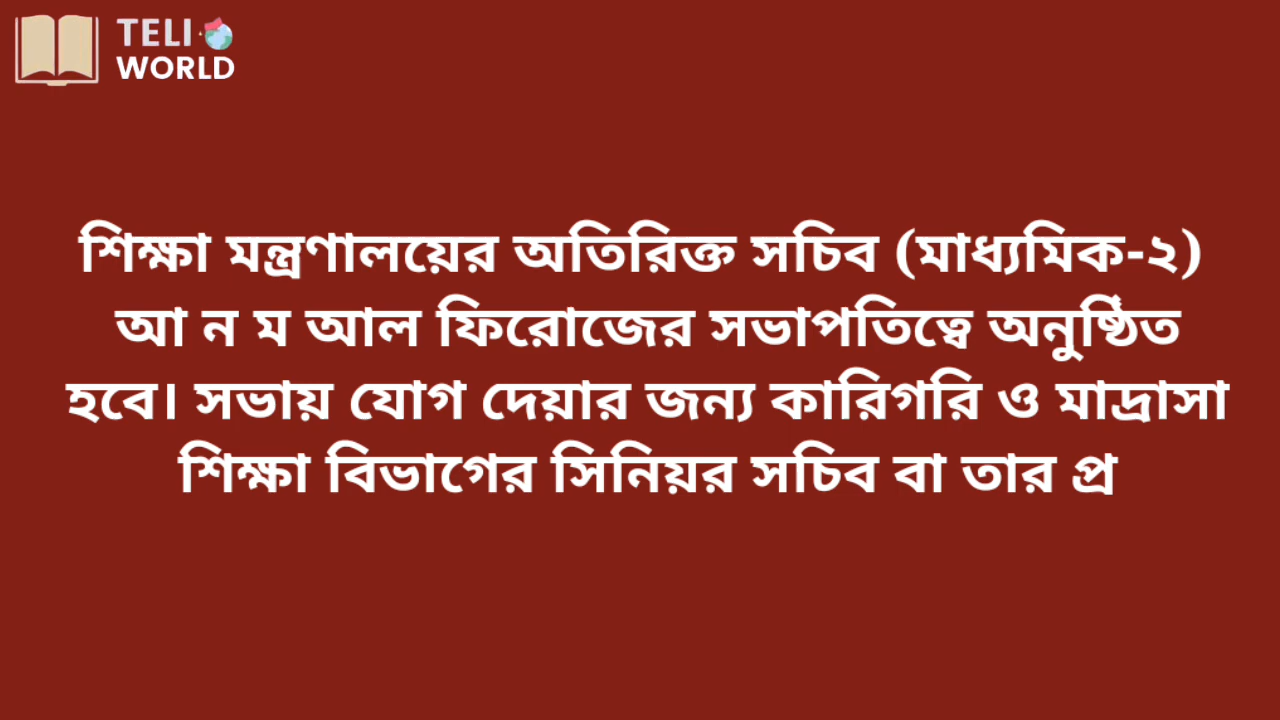 TELI
WORLD
শিক্ষা মন্ত্রণালয়ের অতিরিক্ত সচিব (মাধ্যমিক-২)
আ ন ম আল ফিরোজের সভাপতিত্বে অনুষ্ঠিত
হবে। সভায় যোগ দেয়ার জন্য কারিগরি ও মাদ্রাসা
শিক্ষা বিভাগের সিনিয়র সচিব বা তার প্র